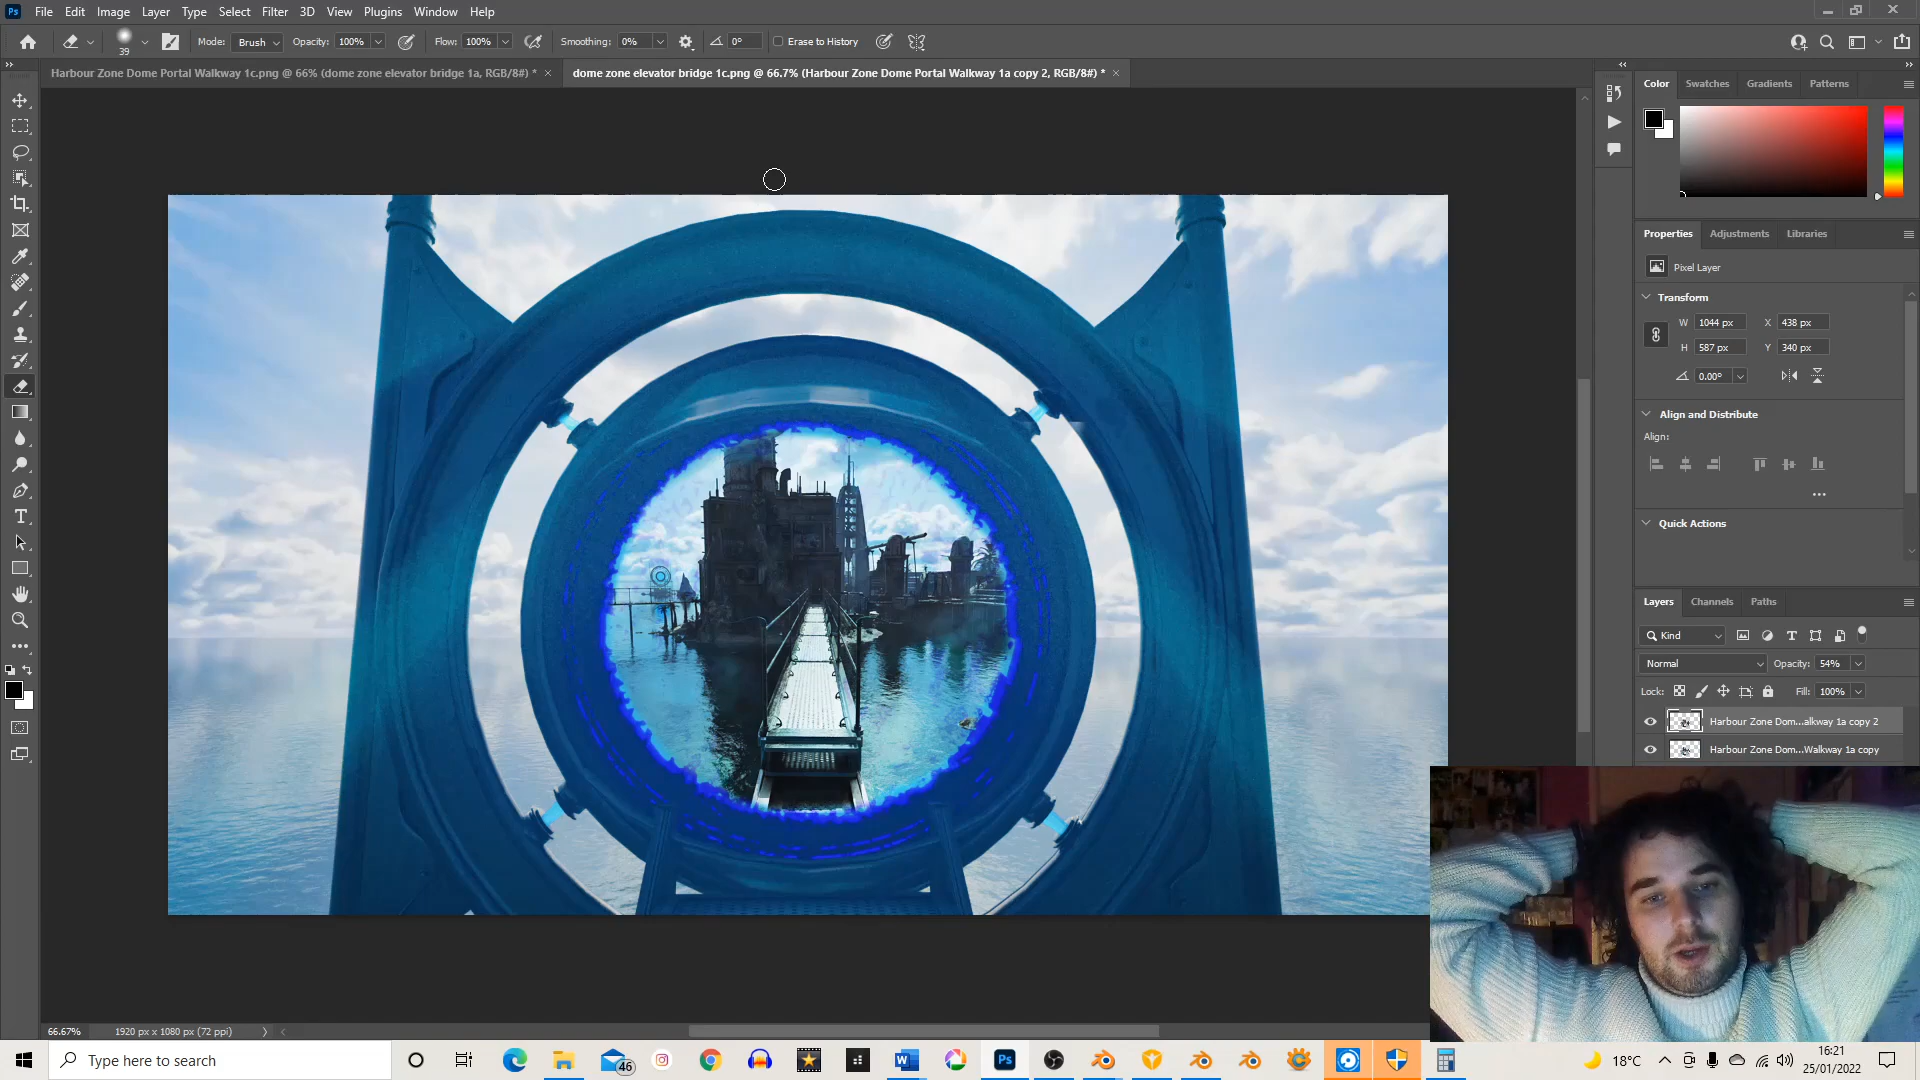 Ps File Edit Image Layer Type Select Filter 3D View Plugins Window Help
39 Mode: Brush Opacity: 100% Flow: 100% Smoothing: 0% 0° Erase to History
Harbour Zone Dome Portal Walkway 1c.png @ 66% (dome zone elevator bridge 1a, RGB/8#) * × dome zone elevator bridge 1c.png @ 66.7% (Harbour Zone Dome Portal Walkway 1a copy 2, RGB/8#) * ×
Color Swatches Gradients Patterns
Properties Adjustments Libraries
Pixel Layer
Transform
W 1044 px X 438 px
H 587 px Y 340 px
0.00°
Align and Distribute
Align:
Quick Actions
Layers Channels Paths
Kind
Normal Opacity: 54%
Lock: Fill: 100%
Harbour Zone Dom...alkway 1a copy 2
Harbour Zone Dom...Walkway 1a copy
66.67% 1920 px x 1080 px (72 ppi)
Type here to search 46 W Ps 18°C 16:21
25/01/2022